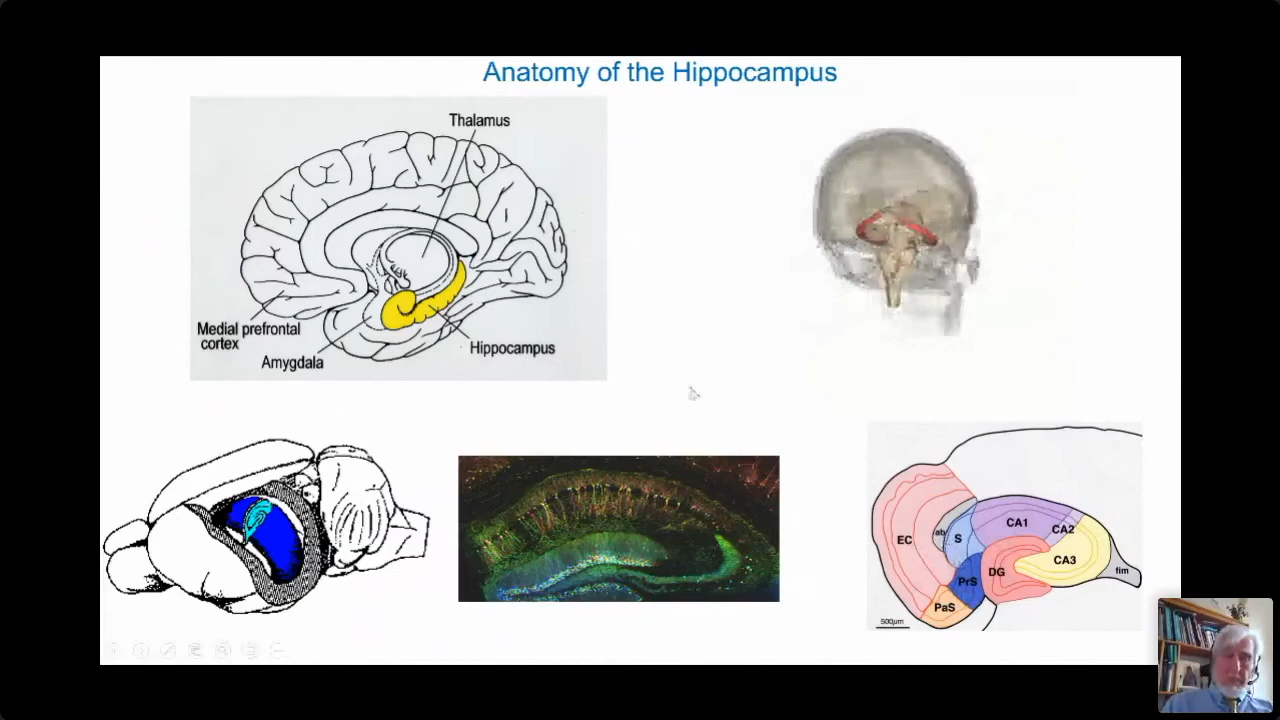 Anatomy of the Hippocampus
Thalamus
Medial prefrontal
cortex
Amygdala
Hippocampus
EC
ab
S
CA1
CA2
CA3
DG
PrS
PaS
fim
500µm